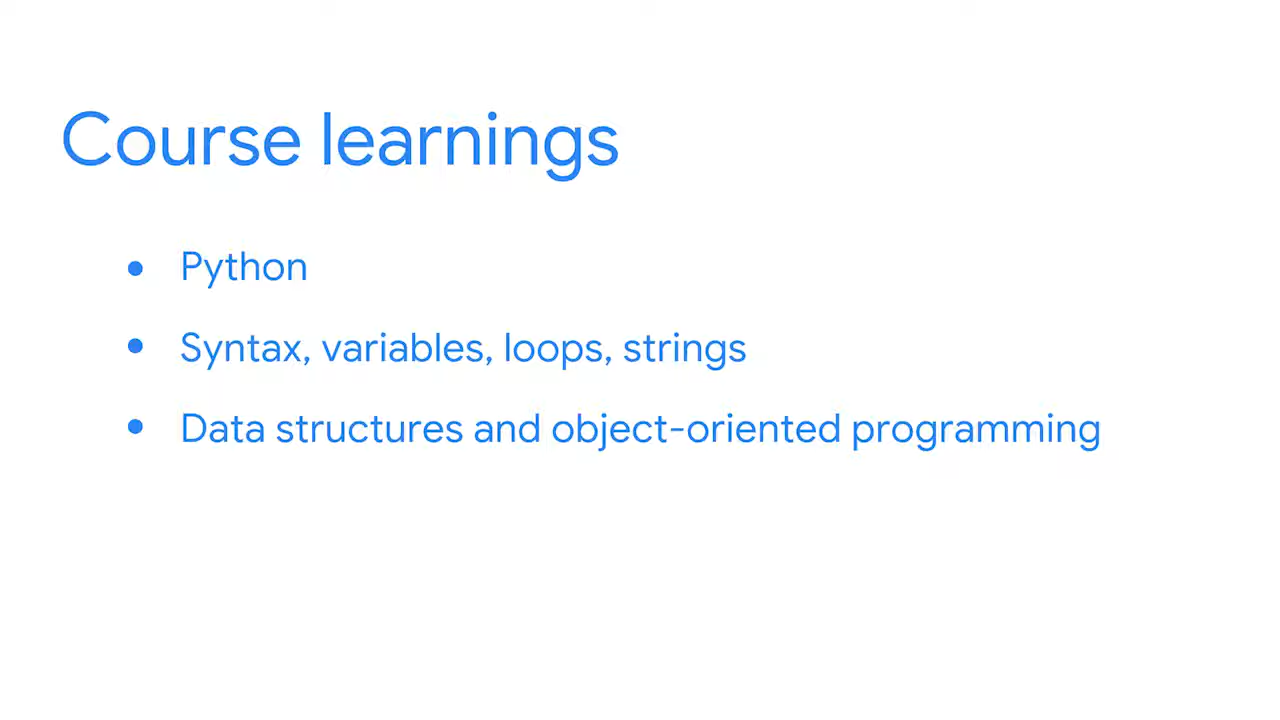 Course learnings
• Python
• Syntax, variables, loops, strings
• Data structures and object-oriented programming